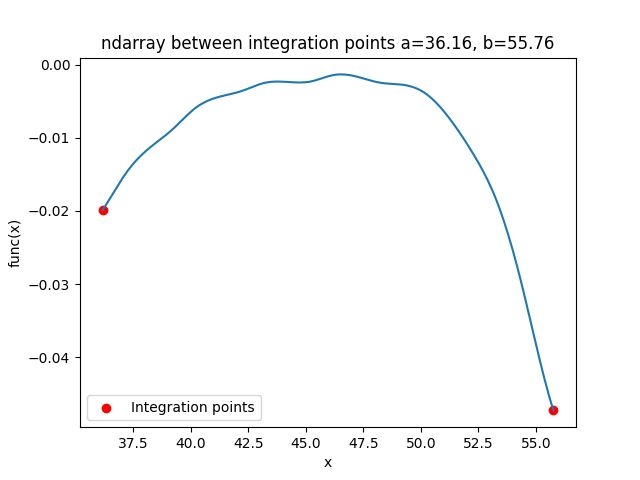 ndarray between integration points a=36.16, b=55.76
0.00
−0.01
−0.02
−0.03
−0.04
func(x)
Integration points
37.5 40.0 42.5 45.0 47.5 50.0 52.5 55.0
x